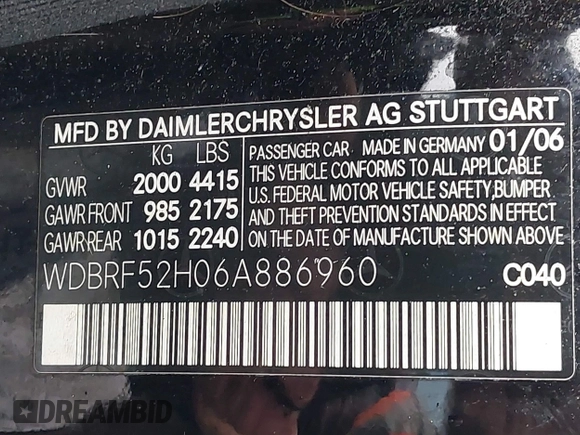 MFD BY DAIMLERCHRYSLER AG STUTTGART
KG LBS
GVWR 2000 4415
GAWR FRONT 985 2175
GAWR-REAR 1015 2240
PASSENGER CAR MADE IN GERMANY 01/06
THIS VEHICLE CONFORMS TO ALL APPLICABLE
U.S. FEDERAL MOTOR VEHICLE SAFETY, BUMPER
AND THEFT PREVENTION STANDARDS IN EFFECT
ON THE DATE OF MANUFACTURE SHOWN ABOVE
WDBRF52H06A886960 C040
DREAMBID